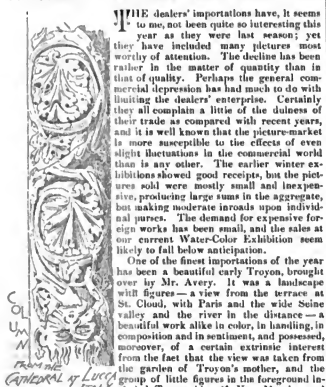 THE dealers' importations have, it seems
to me, not been quite so interesting this
year as they were last season; yet
they have included many pictures most
worthy of attention. The decline has been
rather in the matter of quantity than in
that of quality. Perhaps the general com-
mercial depression has had much to do with
limiting the dealers' enterprise. Certainly
they all complain a little of the dulness of
their trade as compared with recent years,
and it is well known that the picture-market
is more susceptible to the effects of even
slight fluctuations in the commercial world
than is any other. The earlier winter ex-
hibitions showed good receipts, but the pict-
ures sold were mostly small and inexpen-
sive, producing large sums in the aggregate,
but making moderate inroads upon individ-
nal purses. The demand for expensive for-
eign works has been small, and the sales at
our current Water-Color Exhibition seem
likely to fall below anticipation.
One of the finest importations of the year
has been a beautiful early Troyon, brought
over by Mr. Avery. It was a landscape
with figures — a view from the terrace at
St. Cloud, with Paris and the wide Seine
valley and the river in the distance — a
beautiful work alike in color, in handling, in
composition and in sentiment, and possessed,
moreover, of a certain extrinsic interest
from the fact that the view was taken from
the garden of Troyon's mother, and the
group of little figures in the foreground in
COLUMN
FROM THE
CATHEDRAL AT LUCCA